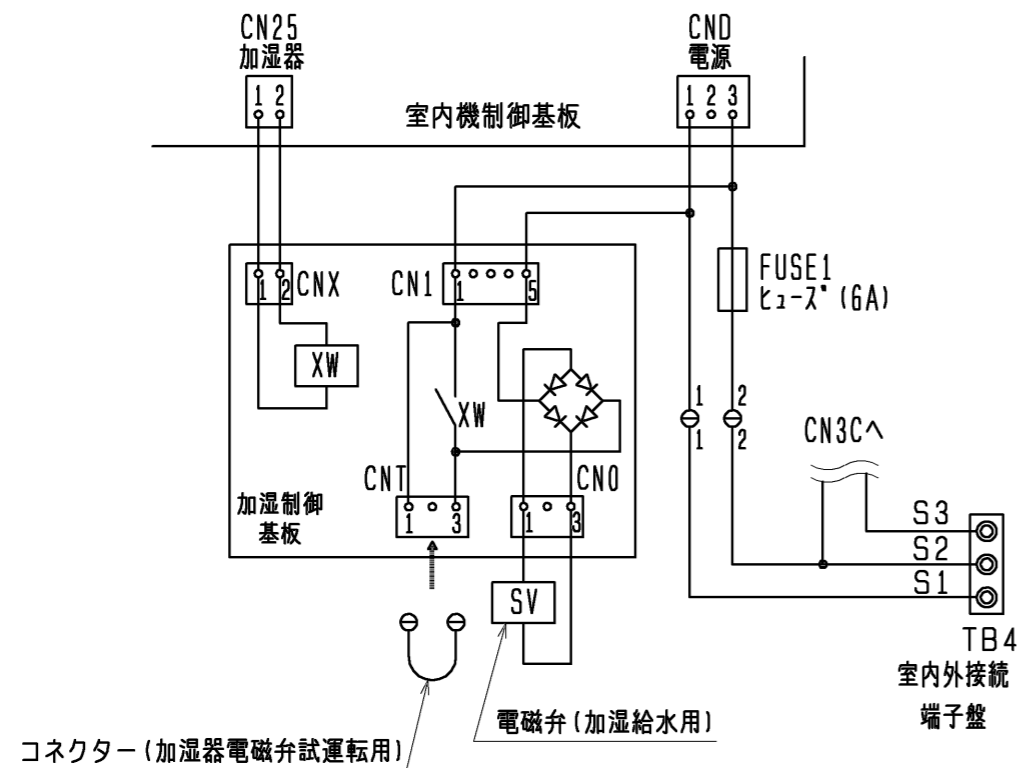 CN25
加湿器
1 2
CND
電源
1 2 3
室内機制御基板
CNX
1 2
CN1
1 5
FUSE1
ヒューズ(6A)
XW
XW
1 2
1 2
CN3Cへ
CNT
1 3
CNO
1 3
加湿制御
基板
S3
S2
S1
SV
TB4
室内外接続
端子盤
電磁弁(加湿給水用)
コネクター(加湿器電磁弁試運転用)